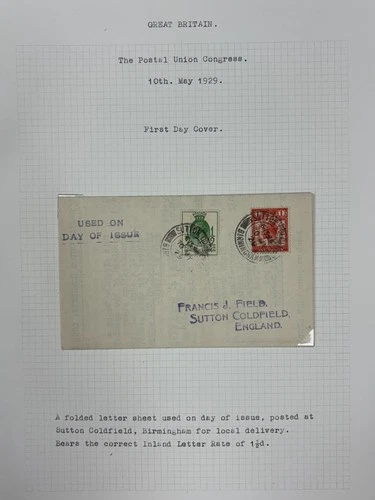 GREAT BRITAIN.
The Postal Union Congress.
10th. May 1929.
First Day Cover.
USED ON
DAY OF ISSUE
SUTTON
BIRMINGHAM
FRANCIS J. FIELD,
SUTTON COLDFIELD,
ENGLAND.
A folded letter sheet used on day of issue, posted at
Sutton Coldfield, Birmingham for local delivery.
Bears the correct Inland Letter Rate of 1½d.